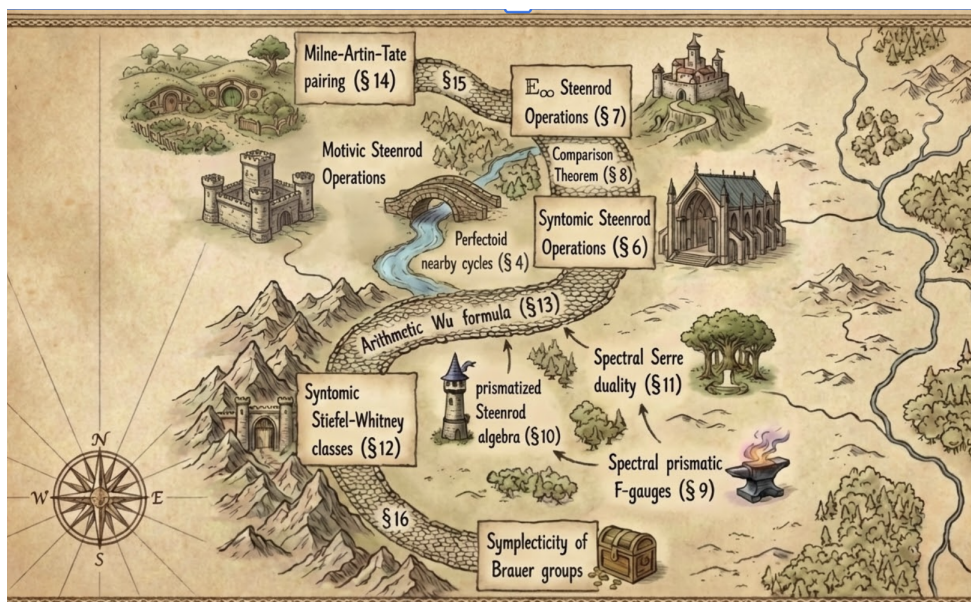 Milne-Artin-Tate
pairing (§ 14)
§15
𝔼∞ Steenrod
Operations (§ 7)
Motivic Steenrod
Operations
Comparison
Theorem (§ 8)
Syntomic Steenrod
Operations (§ 6)
Perfectoid
nearby cycles (§ 4)
Arithmetic Wu formula (§13)
Spectral Serre
duality (§11)
prismatized
Steenrod
algebra (§10)
Syntomic
Stiefel-Whitney
classes (§12)
Spectral prismatic
F-gauges (§ 9)
N
W
E
S
§16
Symplecticity of
Brauer groups